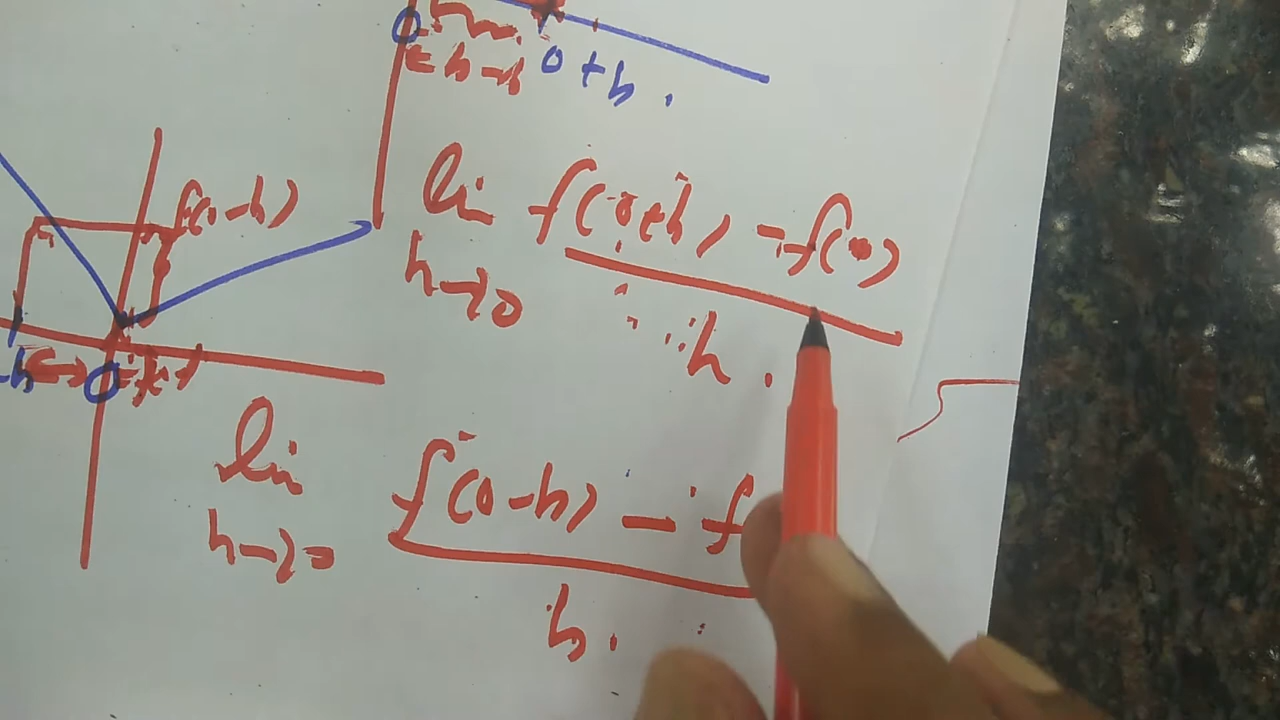 0 + h .
f(0-h)
lim f(0+h) - f(0)
h→0 h .
lim f(0-h) - f
h→0 h .